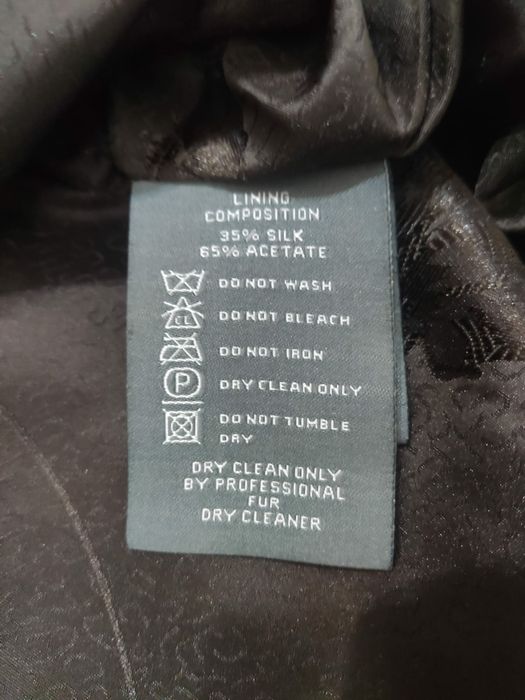 LINING
COMPOSITION
35% SILK
65% ACETATE
DO NOT WASH
CL DO NOT BLEACH
DO NOT IRON
P DRY CLEAN ONLY
DO NOT TUMBLE
DRY
DRY CLEAN ONLY
BY PROFESSIONAL
FUR
DRY CLEANER